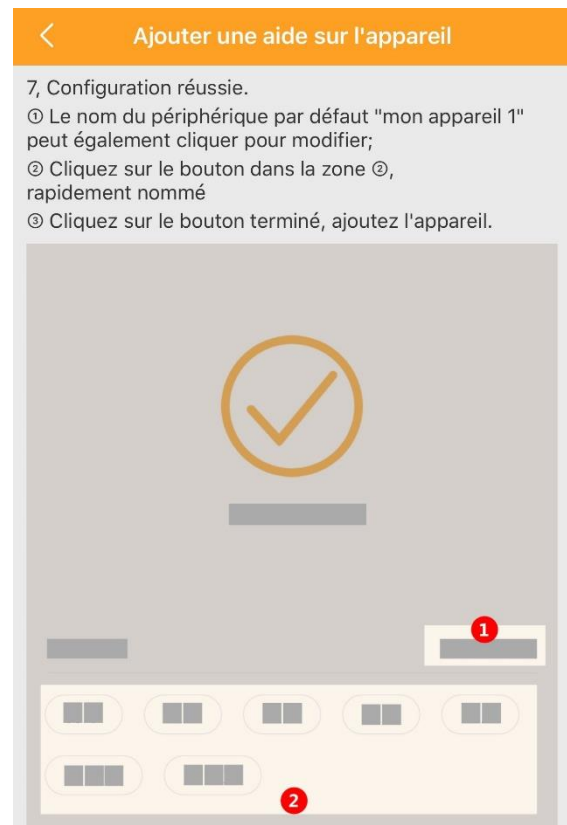 Ajouter une aide sur l'appareil
7, Configuration réussie.
① Le nom du périphérique par défaut "mon appareil 1"
peut également cliquer pour modifier;
② Cliquez sur le bouton dans la zone ②,
rapidement nommé
③ Cliquez sur le bouton terminé, ajoutez l'appareil.
1
2